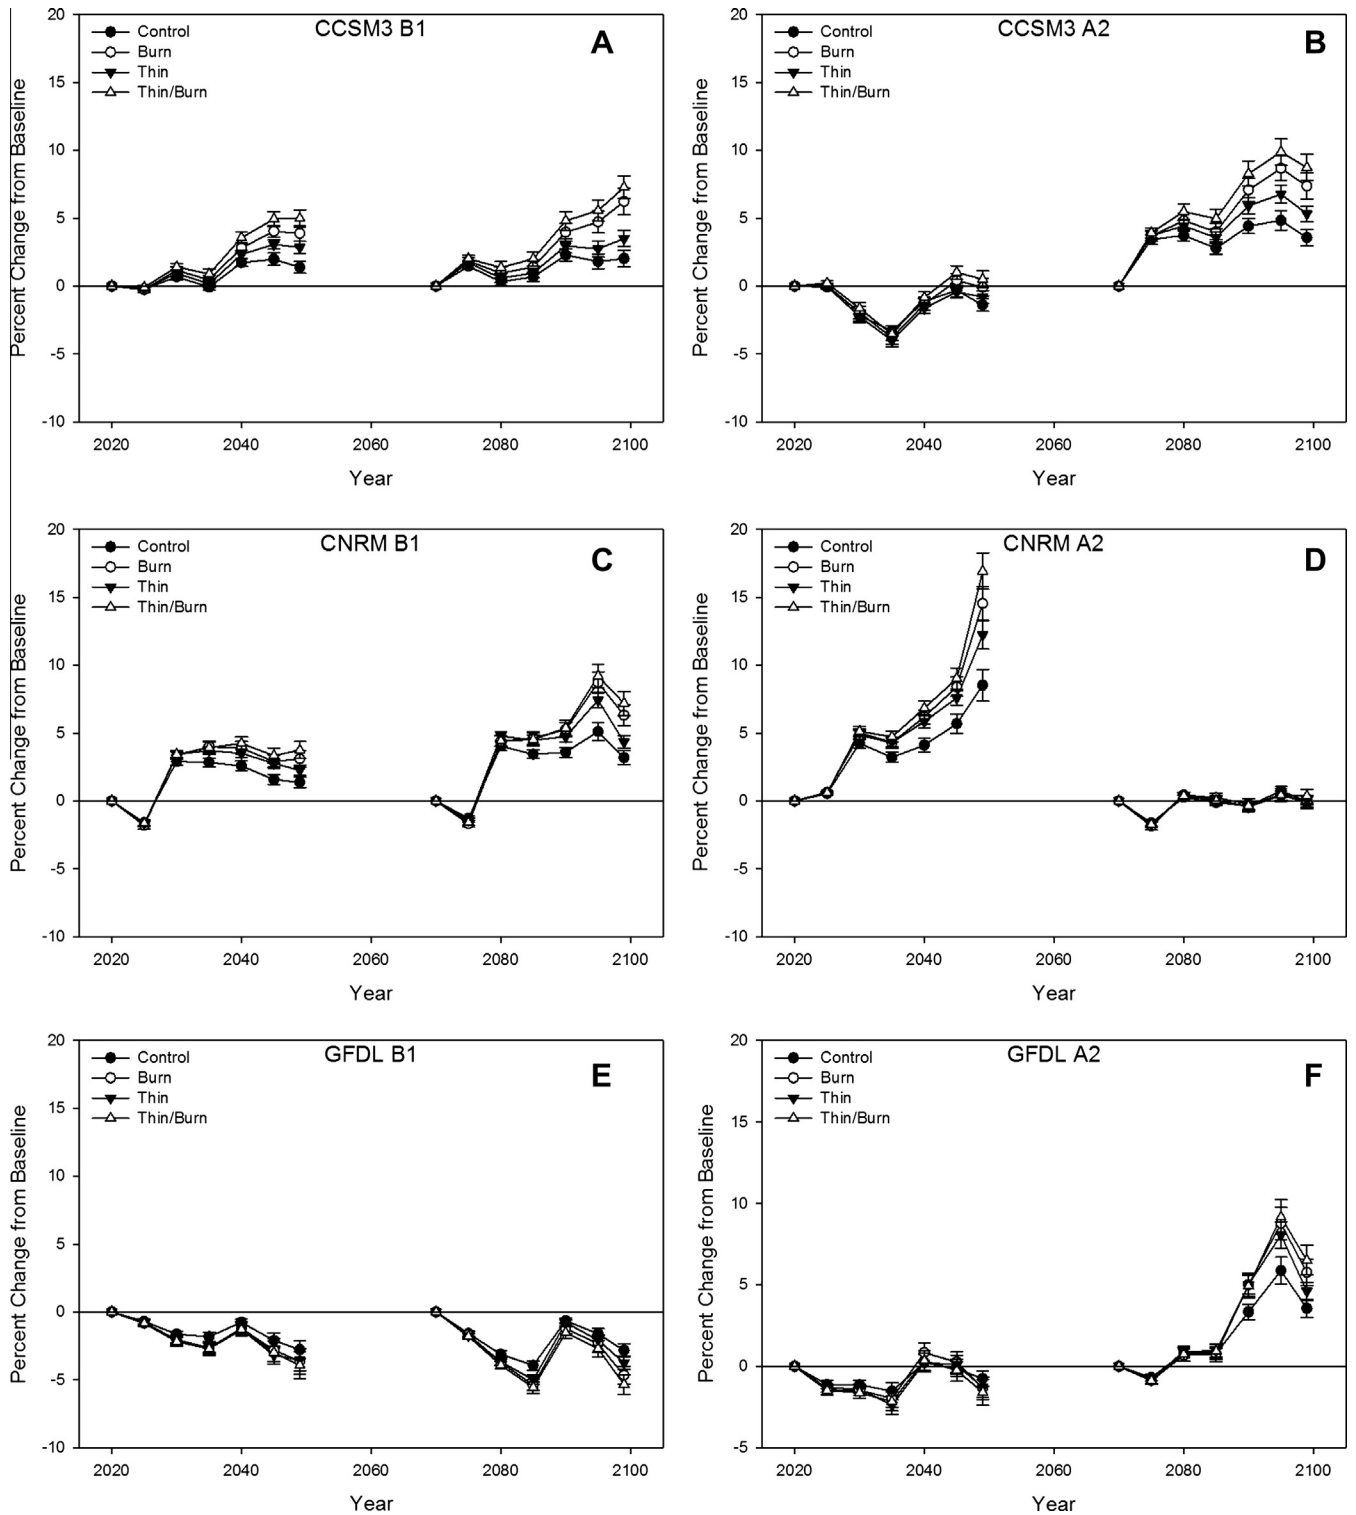 CCSM3 B1
A
Control
Burn
Thin
Thin/Burn
Percent Change from Baseline
20
15
10
5
0
-5
-10
2020 2040 2060 2080 2100
Year
CCSM3 A2
B
Control
Burn
Thin
Thin/Burn
Percent Change from Baseline
20
15
10
5
0
-5
-10
2020 2040 2060 2080 2100
Year
CNRM B1
C
Control
Burn
Thin
Thin/Burn
Percent Change from Baseline
20
15
10
5
0
-5
-10
2020 2040 2060 2080 2100
Year
CNRM A2
D
Control
Burn
Thin
Thin/Burn
Percent Change from Baseline
20
15
10
5
0
-5
-10
2020 2040 2060 2080 2100
Year
GFDL B1
E
Control
Burn
Thin
Thin/Burn
Percent Change from Baseline
20
15
10
5
0
-5
-10
2020 2040 2060 2080 2100
Year
GFDL A2
F
Control
Burn
Thin
Thin/Burn
Percent Change from Baseline
20
15
10
5
0
-5
2020 2040 2060 2080 2100
Year